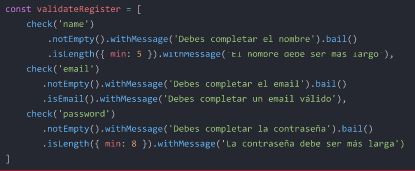 const validateRegister = [
check('name')
.notEmpty().withMessage('Debes completar el nombre').bail()
.isLength({ min: 5 }).withMessage('El nombre debe ser más largo'),
check('email')
.notEmpty().withMessage('Debes completar el email').bail()
.isEmail().withMessage('Debes completar un email válido'),
check('password')
.notEmpty().withMessage('Debes completar la contraseña').bail()
.isLength({ min: 8 }).withMessage('La contraseña debe ser más larga')
]